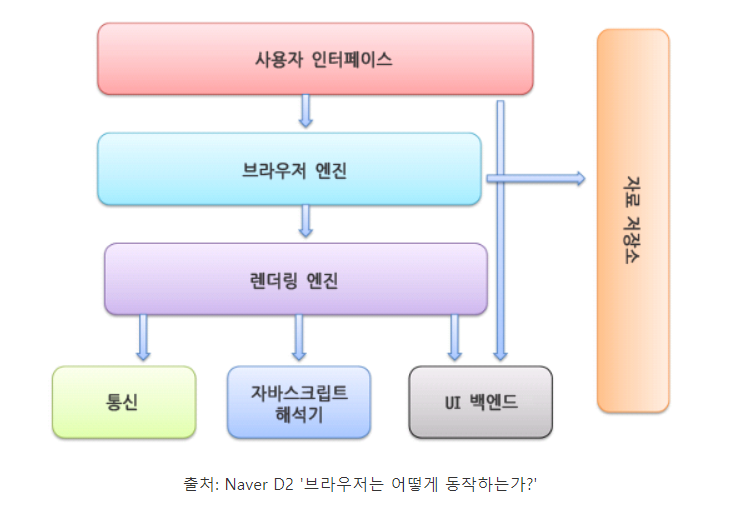 사용자 인터페이스
브라우저 엔진
렌더링 엔진
통신
자바스크립트
해석기
UI 백엔드
자료 저장소
출처: Naver D2 '브라우저는 어떻게 동작하는가?'